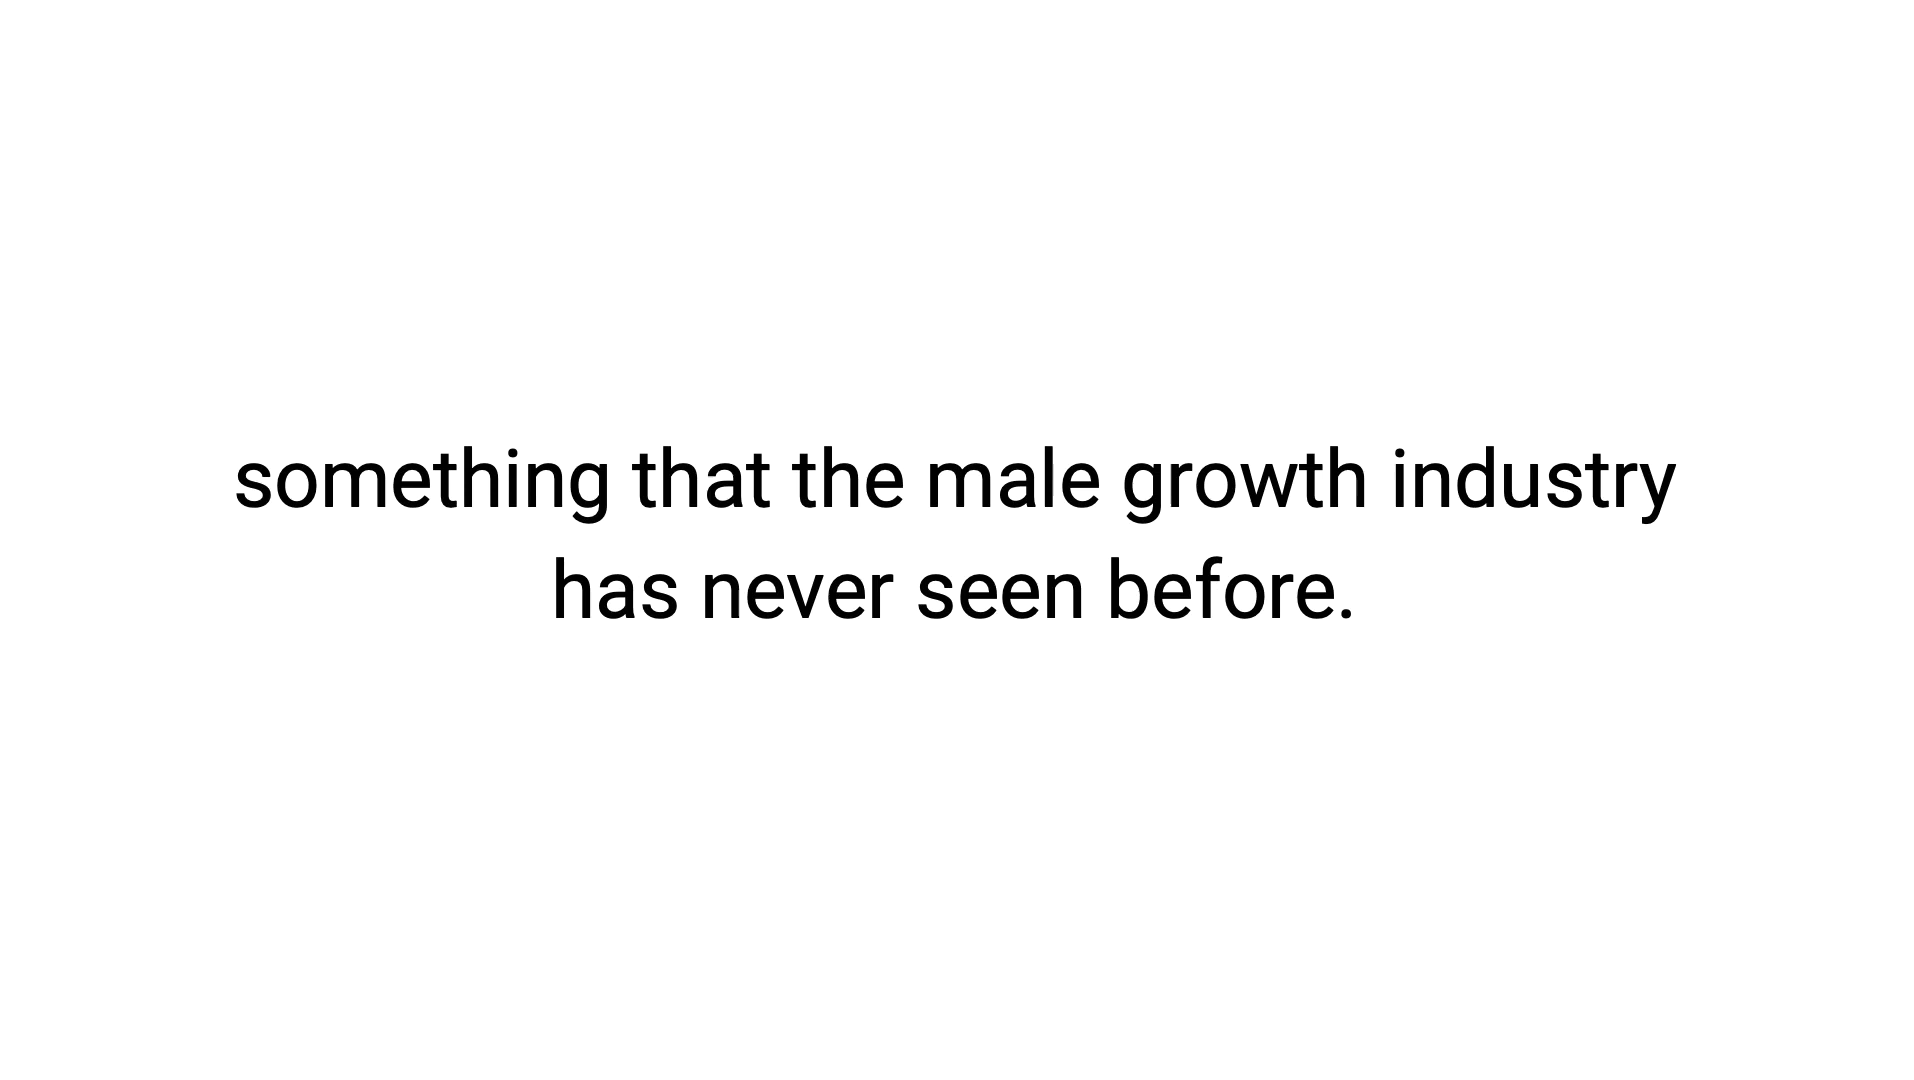 something that the male growth industry
has never seen before.